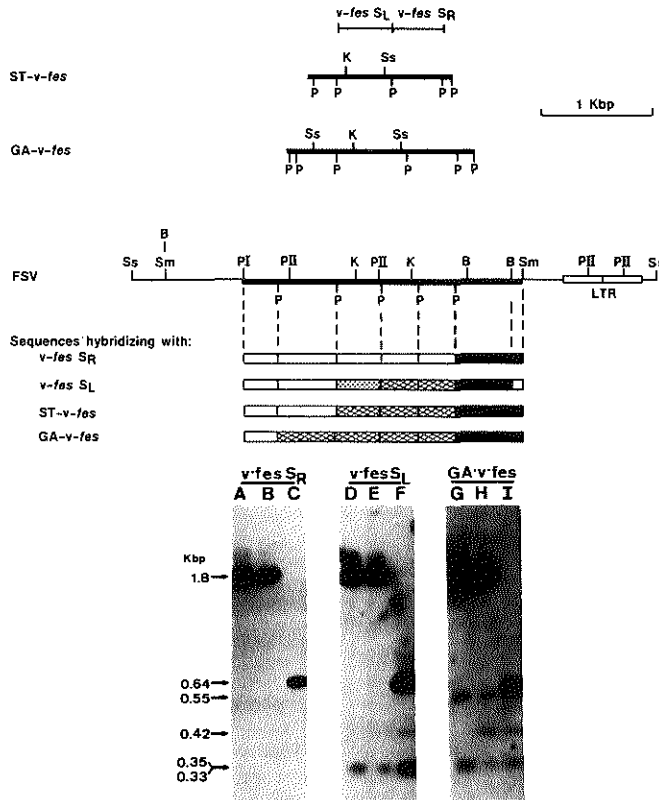 v-fes SL v-fes SR
K Ss
ST-v-fes
P P P P P
1 Kbp
Ss K Ss
GA-v-fes
P P P P P P
B
Ss Sm PI PII K PII K B B Sm PII PII Ss
FSV
LTR
P P P P P
Sequences hybridizing with:
v-fes SR
v-fes SL
ST-v-fes
GA-v-fes
v-fes SR v-fes SL GA-v-fes
A B C D E F G H I
Kbp
1.8
0.64
0.55
0.42
0.35
0.33